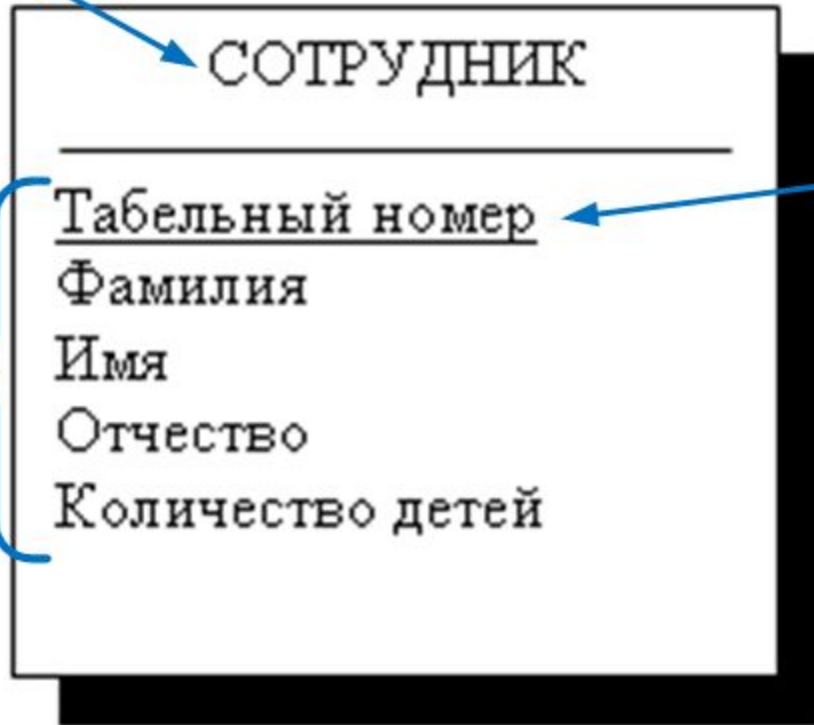 СОТРУДНИК
Табельный номер
Фамилия
Имя
Отчество
Количество детей